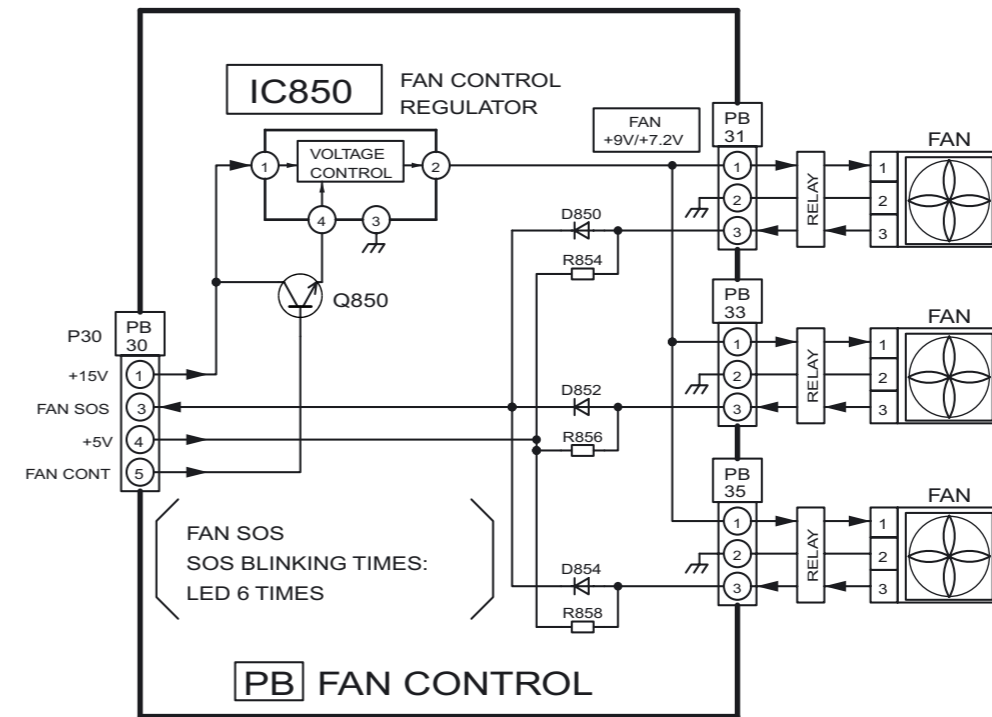 IC850
FAN CONTROL
REGULATOR
FAN
+9V/+7.2V
PB
31
FAN
VOLTAGE
CONTROL
1
2
4
3
1
2
3
RELAY
1
2
3
D850
R854
Q850
PB
33
FAN
1
2
3
RELAY
1
2
3
P30
PB
30
+15V
1
FAN SOS
3
+5V
4
FAN CONT
5
D852
R856
PB
35
FAN
1
2
3
RELAY
1
2
3
D854
R858
FAN SOS
SOS BLINKING TIMES:
LED 6 TIMES
PB FAN CONTROL